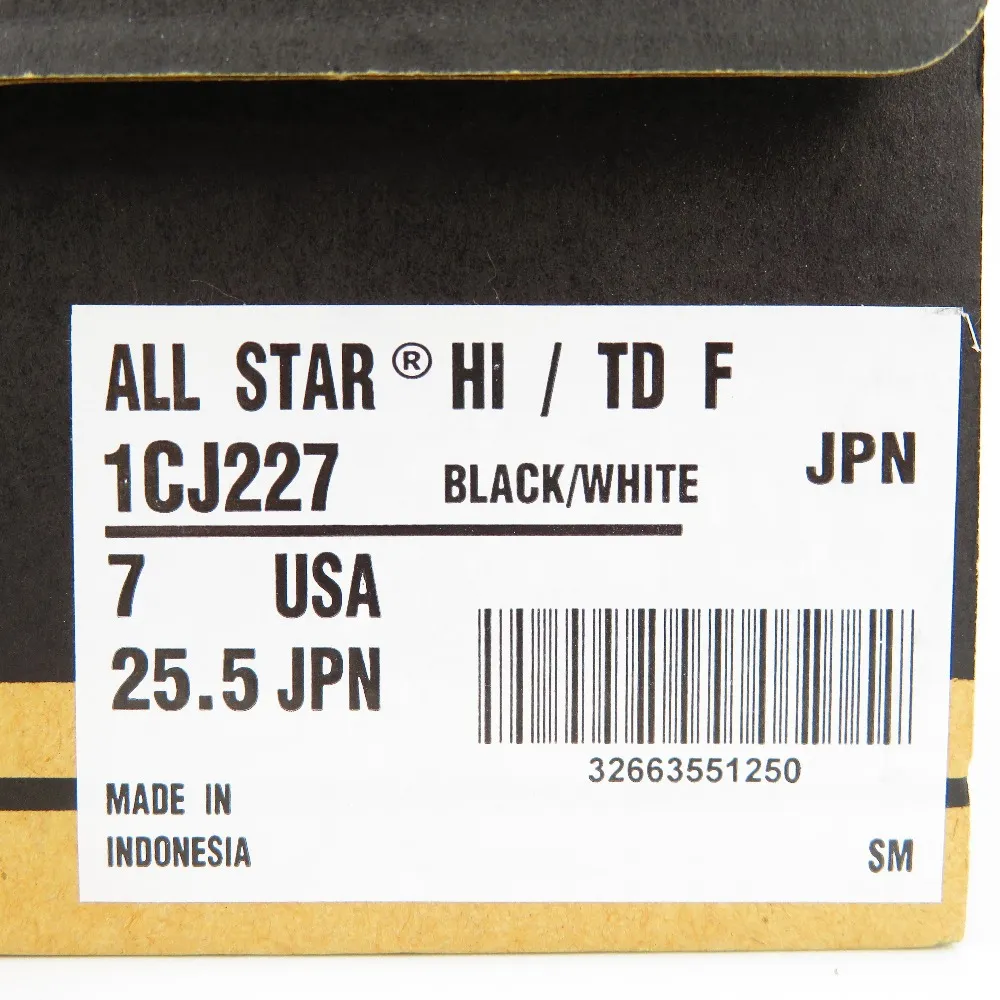 ALL STAR® HI / TD F
1CJ227 BLACK/WHITE JPN
7 USA
25.5 JPN
32663551250
MADE IN
INDONESIA
SM